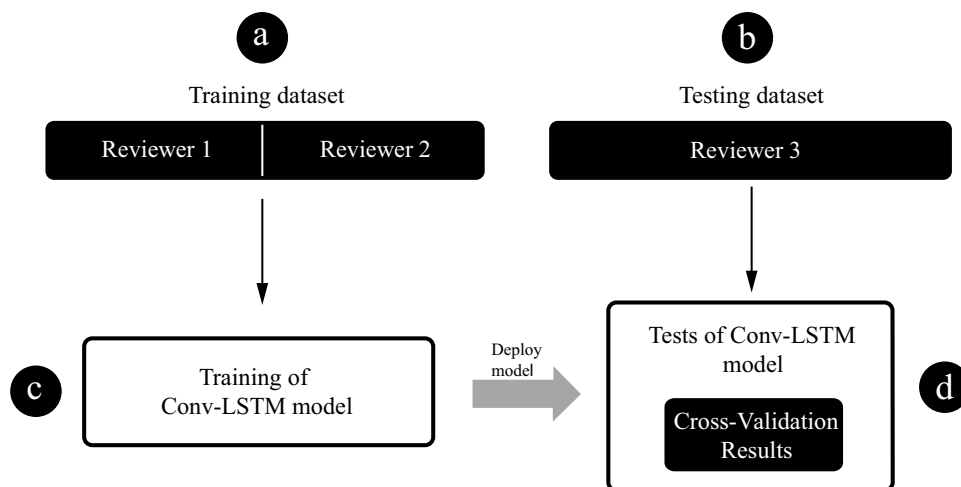 a
b
Training dataset
Testing dataset
Reviewer 1
Reviewer 2
Reviewer 3
c
Training of
Conv-LSTM model
Deploy
model
Tests of Conv-LSTM
model
Cross-Validation
Results
d